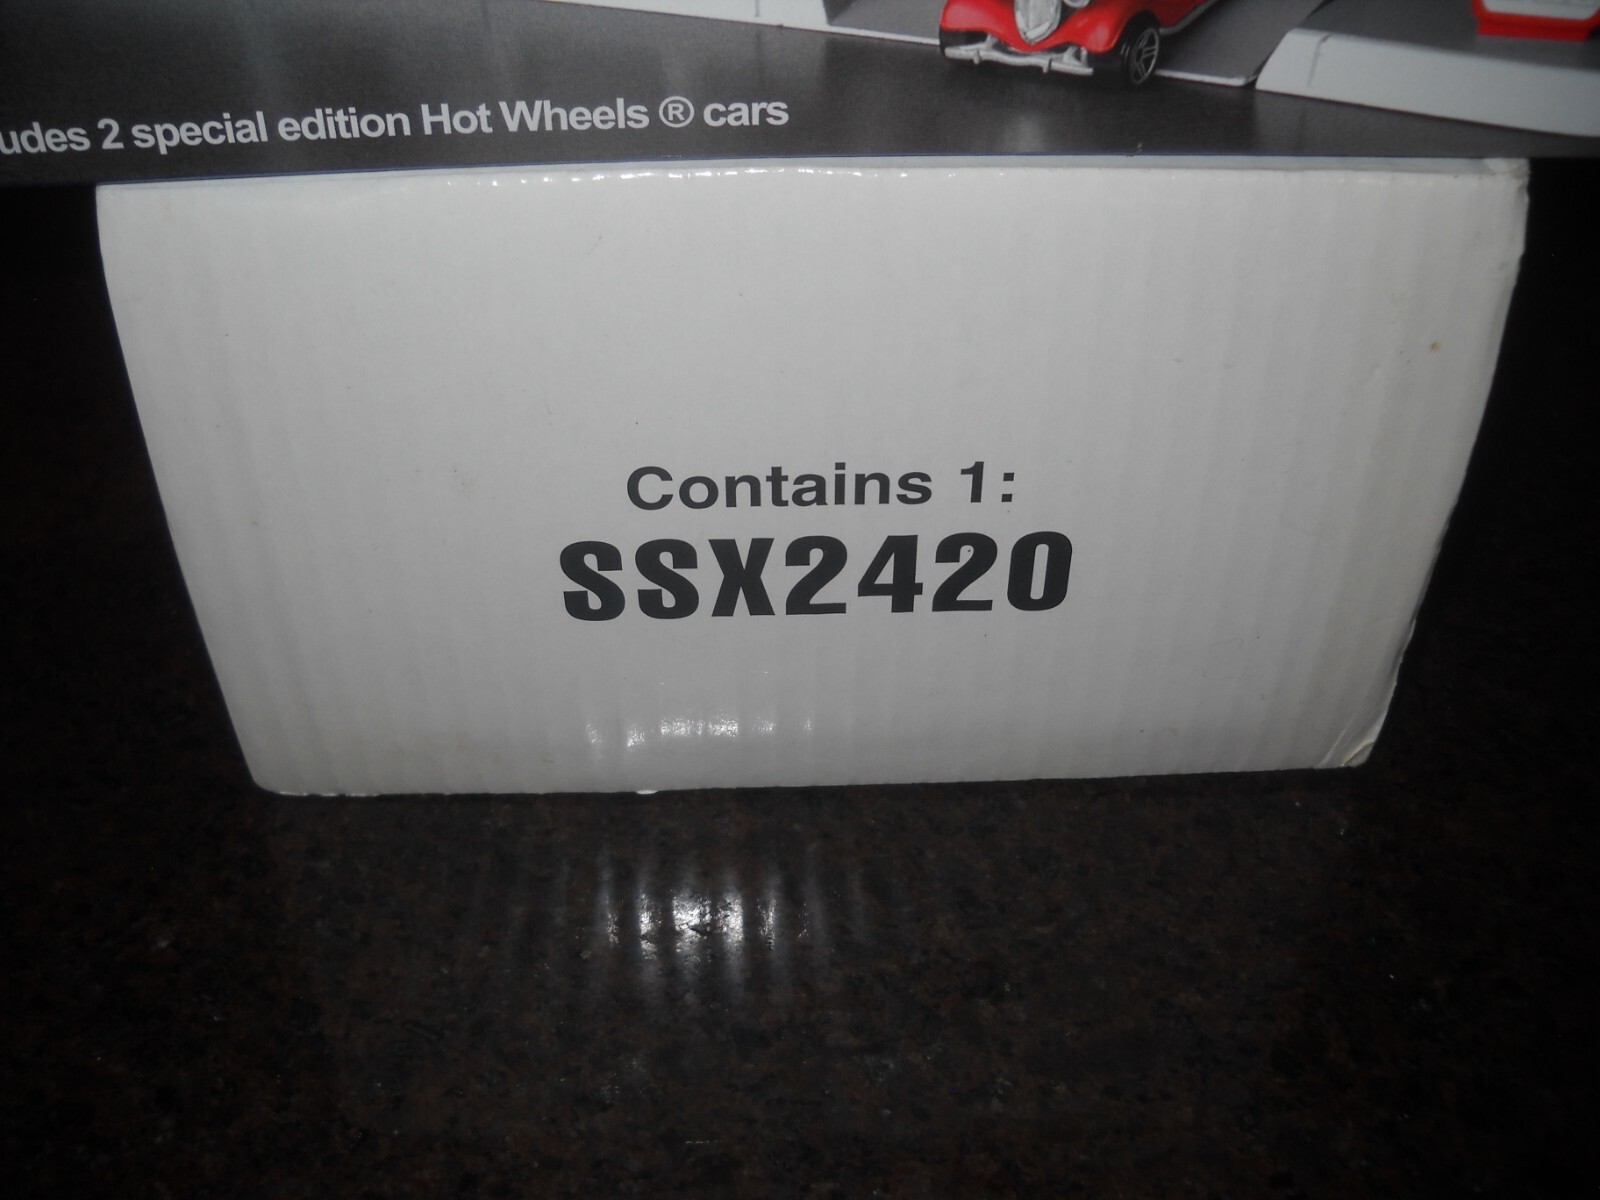 udes 2 special edition Hot Wheels ® cars
Contains 1:
SSX2420